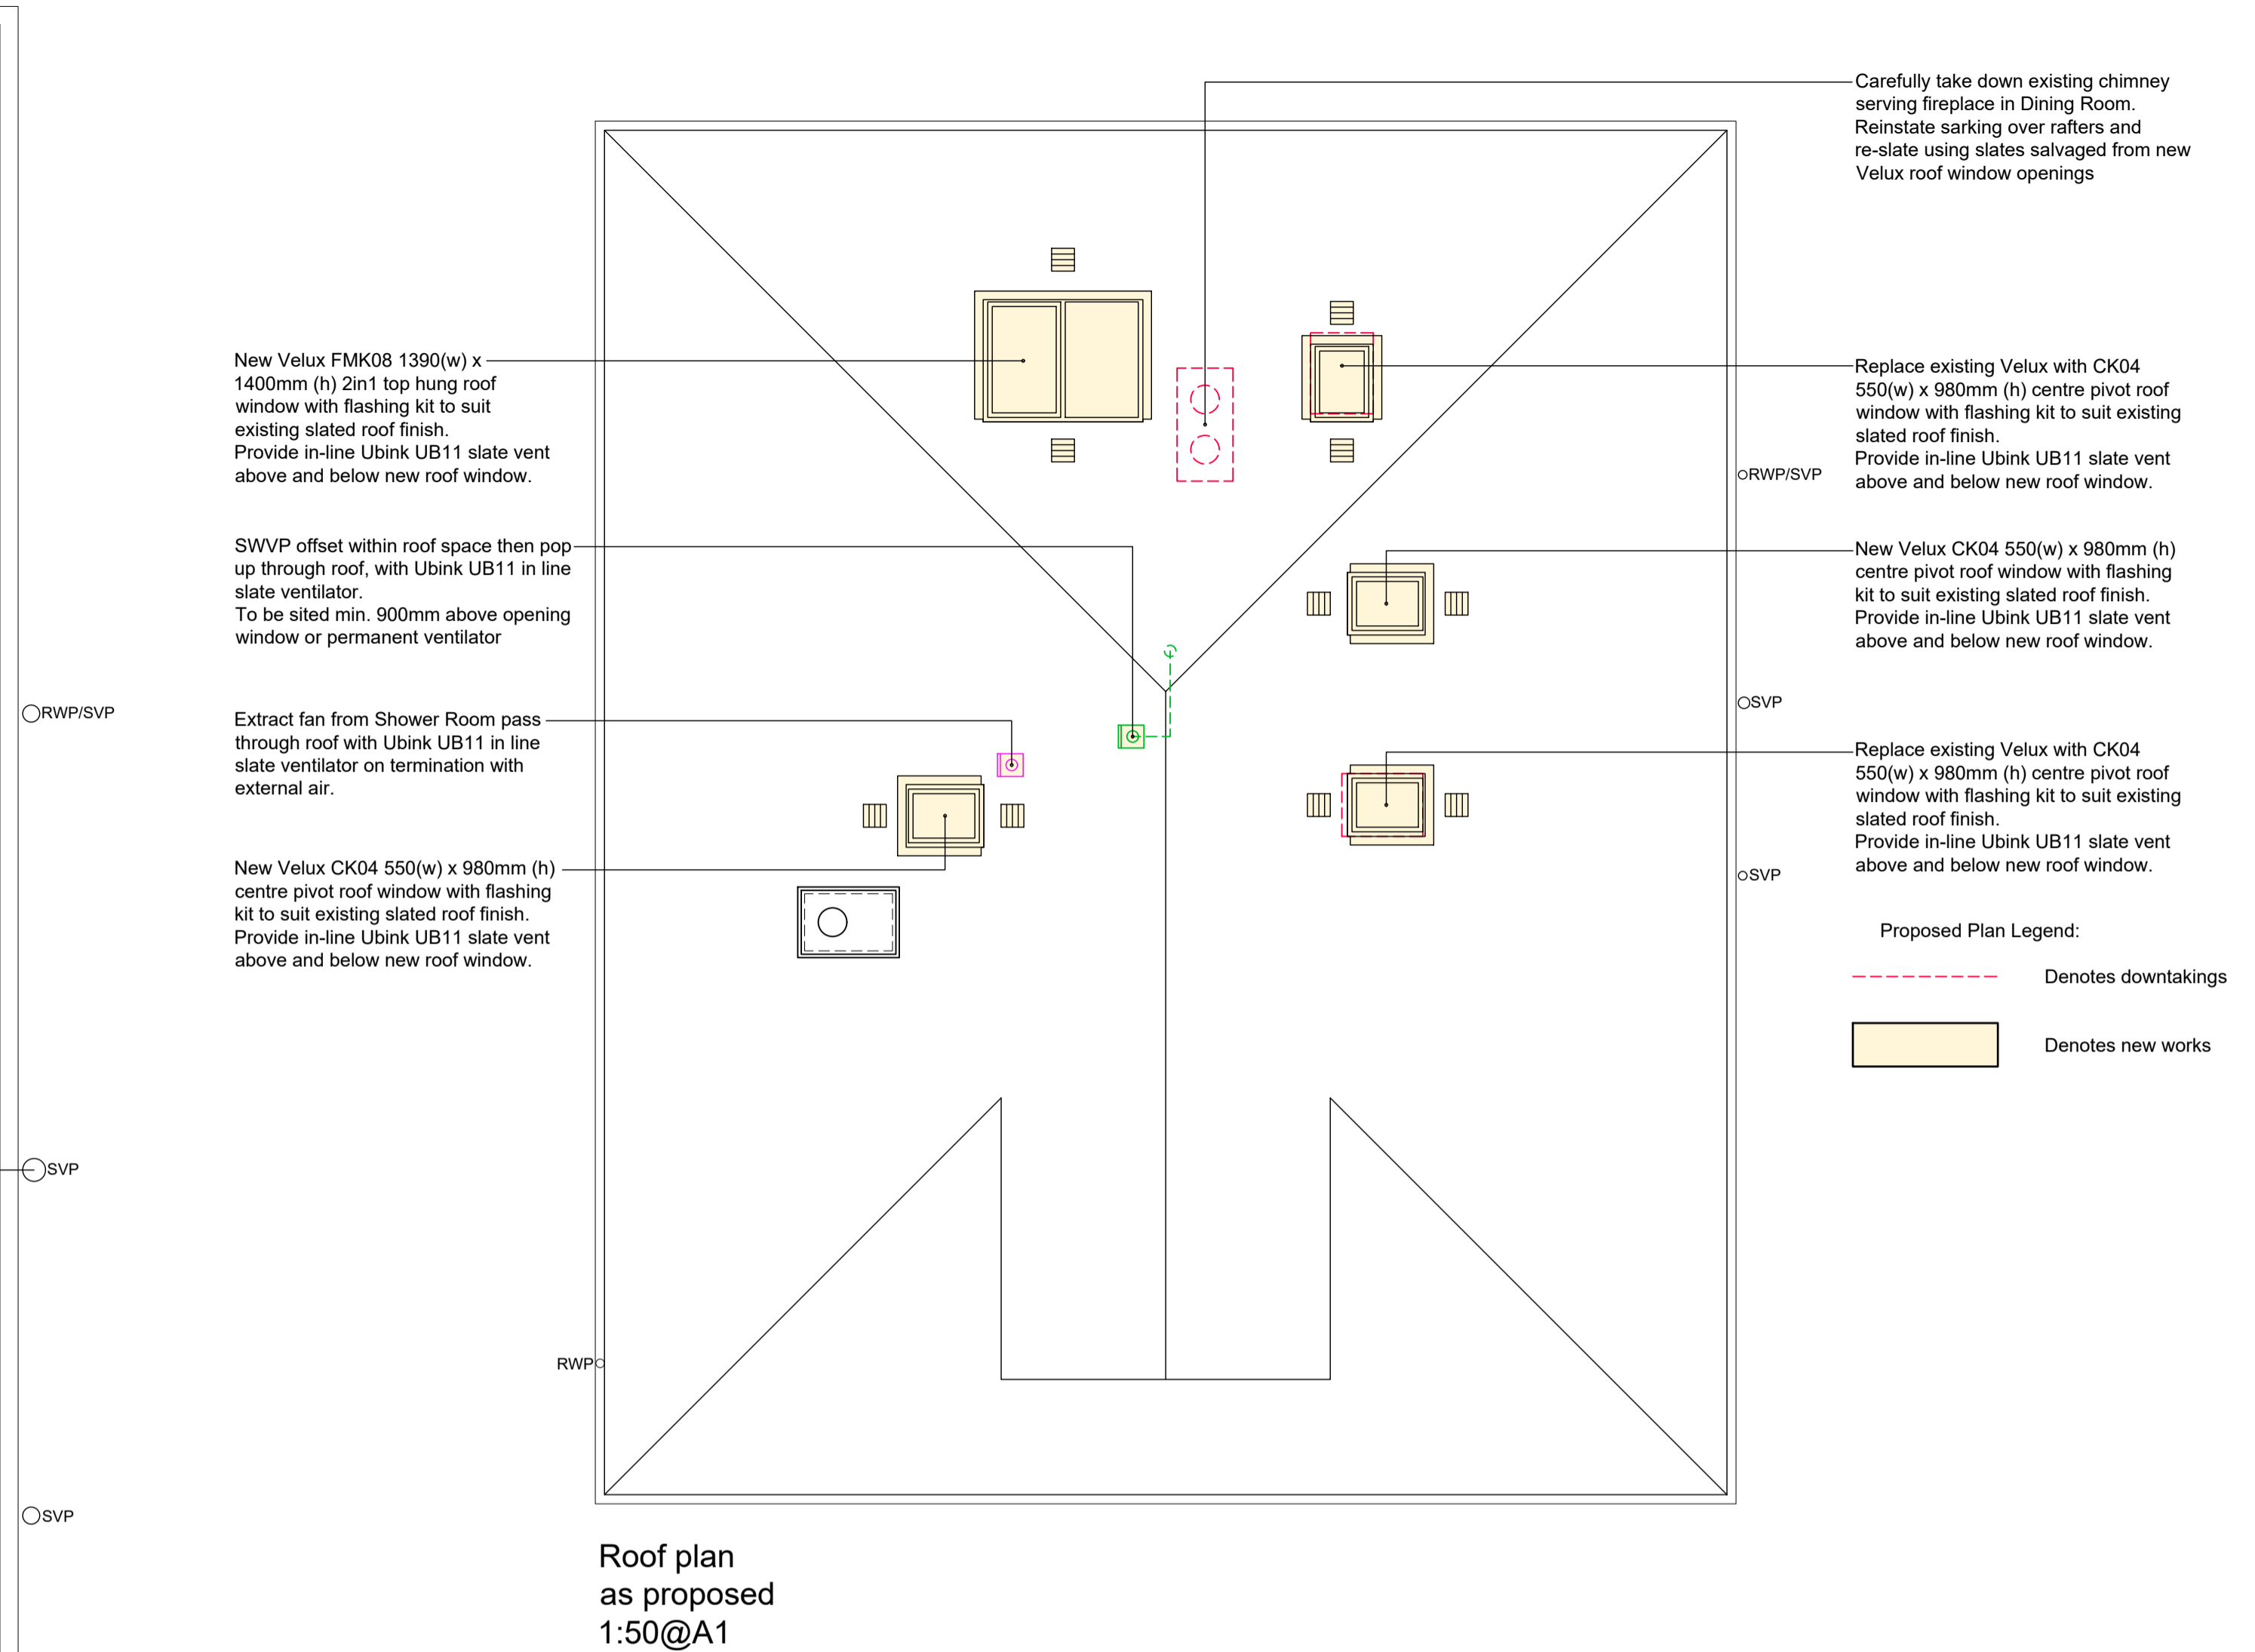 Carefully take down existing chimney
serving fireplace in Dining Room.
Reinstate sarking over rafters and
re-slate using slates salvaged from new
Velux roof window openings
New Velux FMK08 1390(w) x
1400mm (h) 2in1 top hung roof
window with flashing kit to suit
existing slated roof finish.
Provide in-line Ubink UB11 slate vent
above and below new roof window.
Replace existing Velux with CK04
550(w) x 980mm (h) centre pivot roof
window with flashing kit to suit existing
slated roof finish.
Provide in-line Ubink UB11 slate vent
above and below new roof window.
RWP/SVP
SWVP offset within roof space then pop
up through roof, with Ubink UB11 in line
slate ventilator.
To be sited min. 900mm above opening
window or permanent ventilator
New Velux CK04 550(w) x 980mm (h)
centre pivot roof window with flashing
kit to suit existing slated roof finish.
Provide in-line Ubink UB11 slate vent
above and below new roof window.
RWP/SVP
SVP
Extract fan from Shower Room pass
through roof with Ubink UB11 in line
slate ventilator on termination with
external air.
Replace existing Velux with CK04
550(w) x 980mm (h) centre pivot roof
window with flashing kit to suit existing
slated roof finish.
Provide in-line Ubink UB11 slate vent
above and below new roof window.
New Velux CK04 550(w) x 980mm (h)
centre pivot roof window with flashing
kit to suit existing slated roof finish.
Provide in-line Ubink UB11 slate vent
above and below new roof window.
SVP
Proposed Plan Legend:
Denotes downtakings
Denotes new works
SVP
RWP
SVP
Roof plan
as proposed
1:50@A1